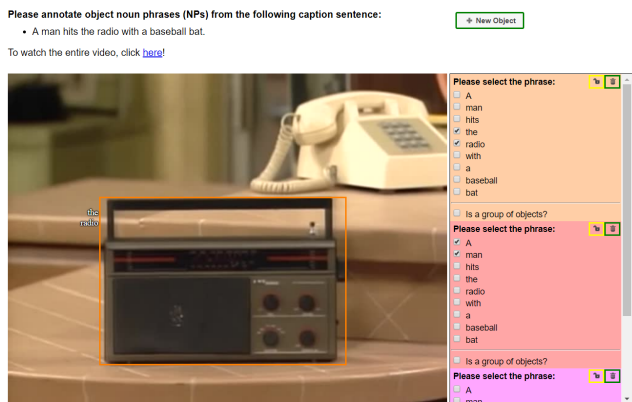 Please annotate object noun phrases (NPs) from the following caption sentence:
New Object
A man hits the radio with a baseball bat.
To watch the entire video, click here!
the
radio
Please select the phrase:
A
man
hits
the
radio
with
a
baseball
bat
Is a group of objects?
Please select the phrase:
A
man
hits
the
radio
with
a
baseball
bat
Is a group of objects?
Please select the phrase:
A
man